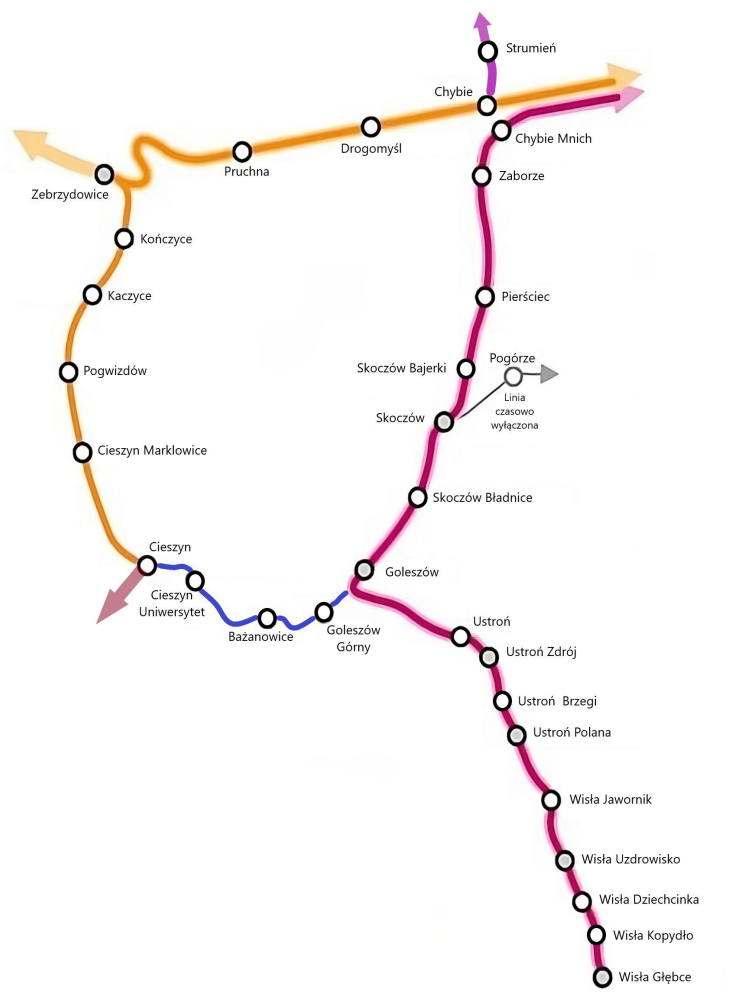 Strumień
Chybie
Chybie Mnich
Drogomyśl
Pruchna
Zaborze
Zebrzydowice
Kończyce
Kaczyce
Pierściec
Pogwizdów
Skoczów Bajerki
Pogórze
Linia
czasowo
wyłączona
Skoczów
Cieszyn Marklowice
Skoczów Bładnice
Cieszyn
Goleszów
Cieszyn
Uniwersytet
Bażanowice
Goleszów
Górny
Ustroń
Ustroń Zdrój
Ustroń  Brzegi
Ustroń Polana
Wisła Jawornik
Wisła Uzdrowisko
Wisła Dziechcinka
Wisła Kopydło
Wisła Głębce